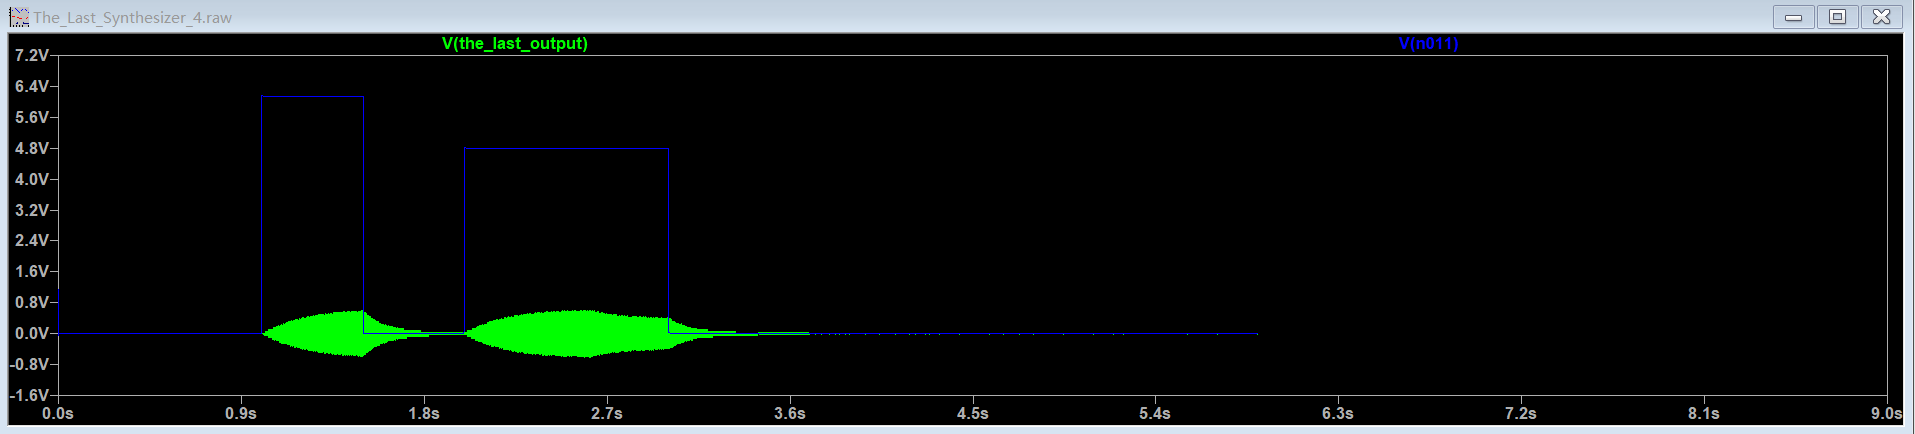 The_Last_Synthesizer_4.raw
V(the_last_output) V(n011)
7.2V
6.4V
5.6V
4.8V
4.0V
3.2V
2.4V
1.6V
0.8V
0.0V
-0.8V
-1.6V
0.0s 0.9s 1.8s 2.7s 3.6s 4.5s 5.4s 6.3s 7.2s 8.1s 9.0s